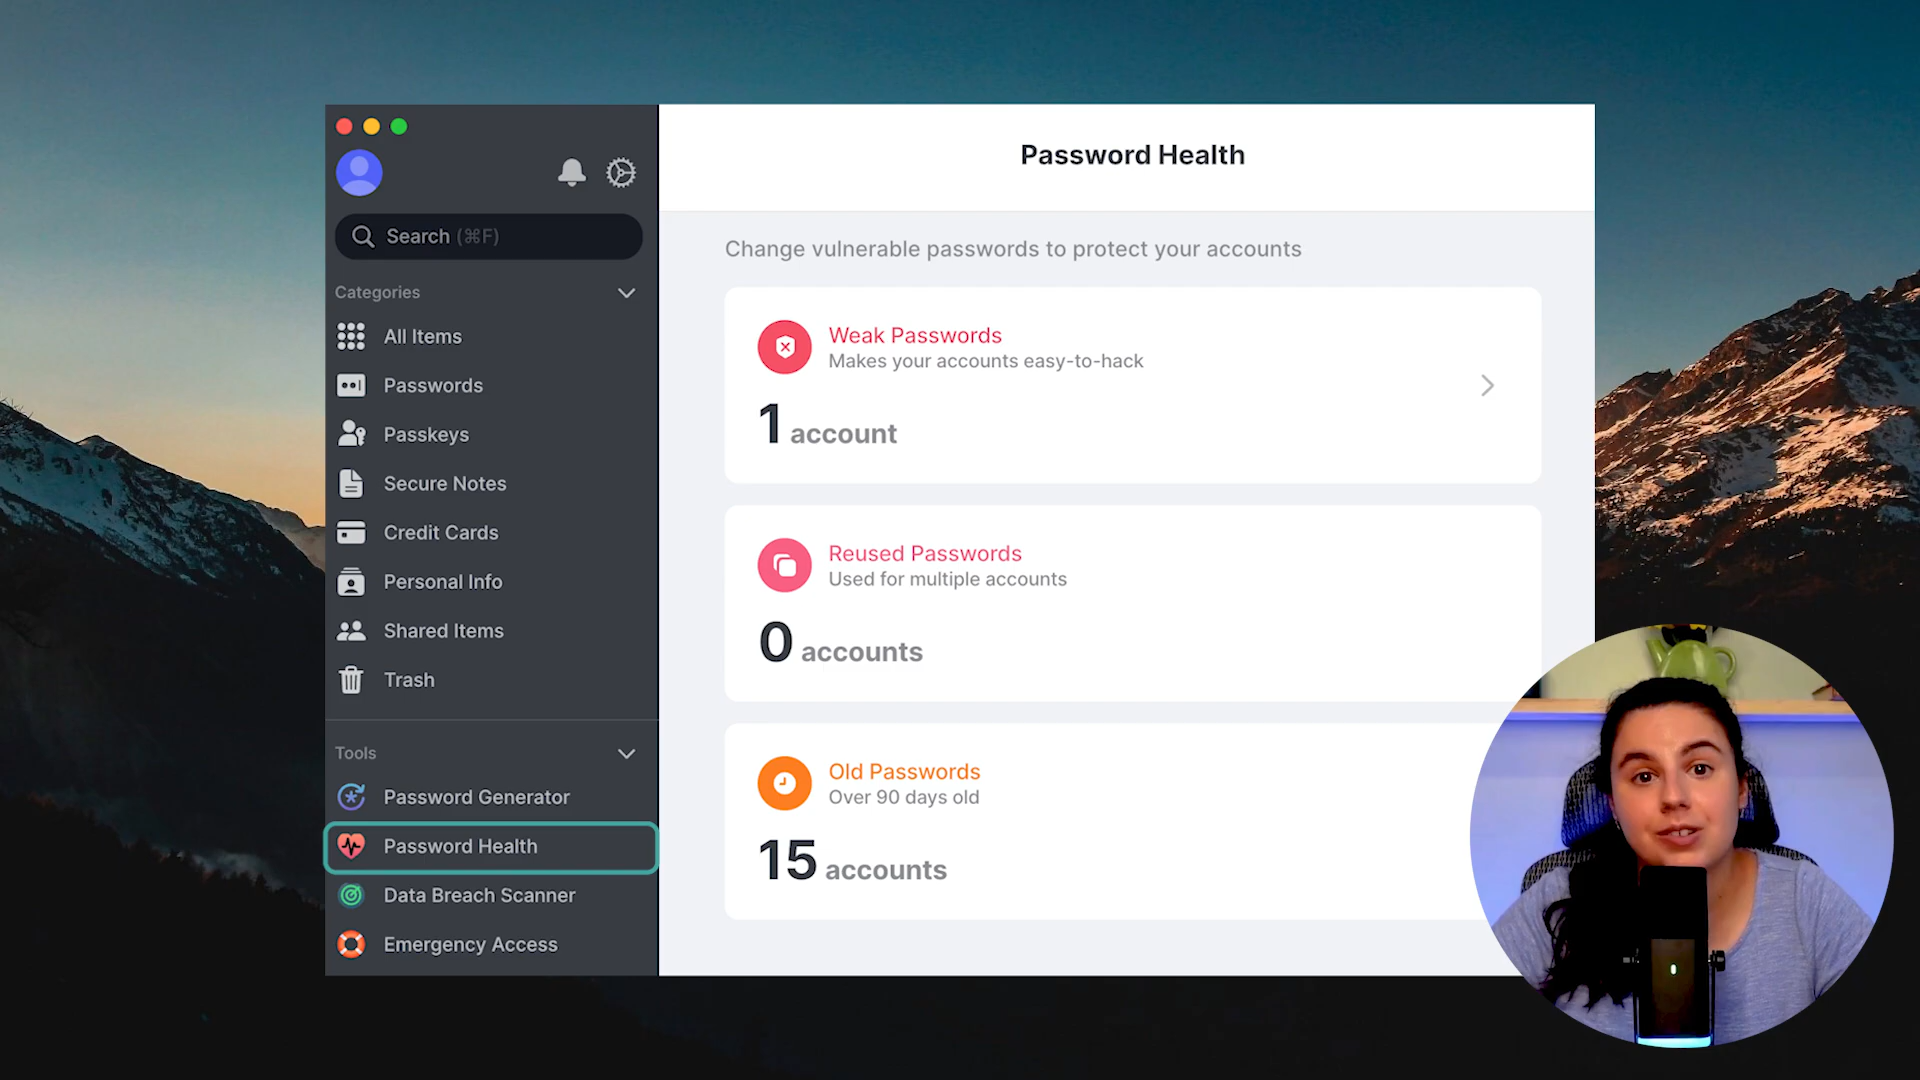 Search (⌘F)
Categories
All Items
Passwords
Passkeys
Secure Notes
Credit Cards
Personal Info
Shared Items
Trash
Tools
Password Generator
Password Health
Data Breach Scanner
Emergency Access
Password Health
Change vulnerable passwords to protect your accounts
Weak Passwords
Makes your accounts easy-to-hack
1 account
Reused Passwords
Used for multiple accounts
0 accounts
Old Passwords
Over 90 days old
15 accounts